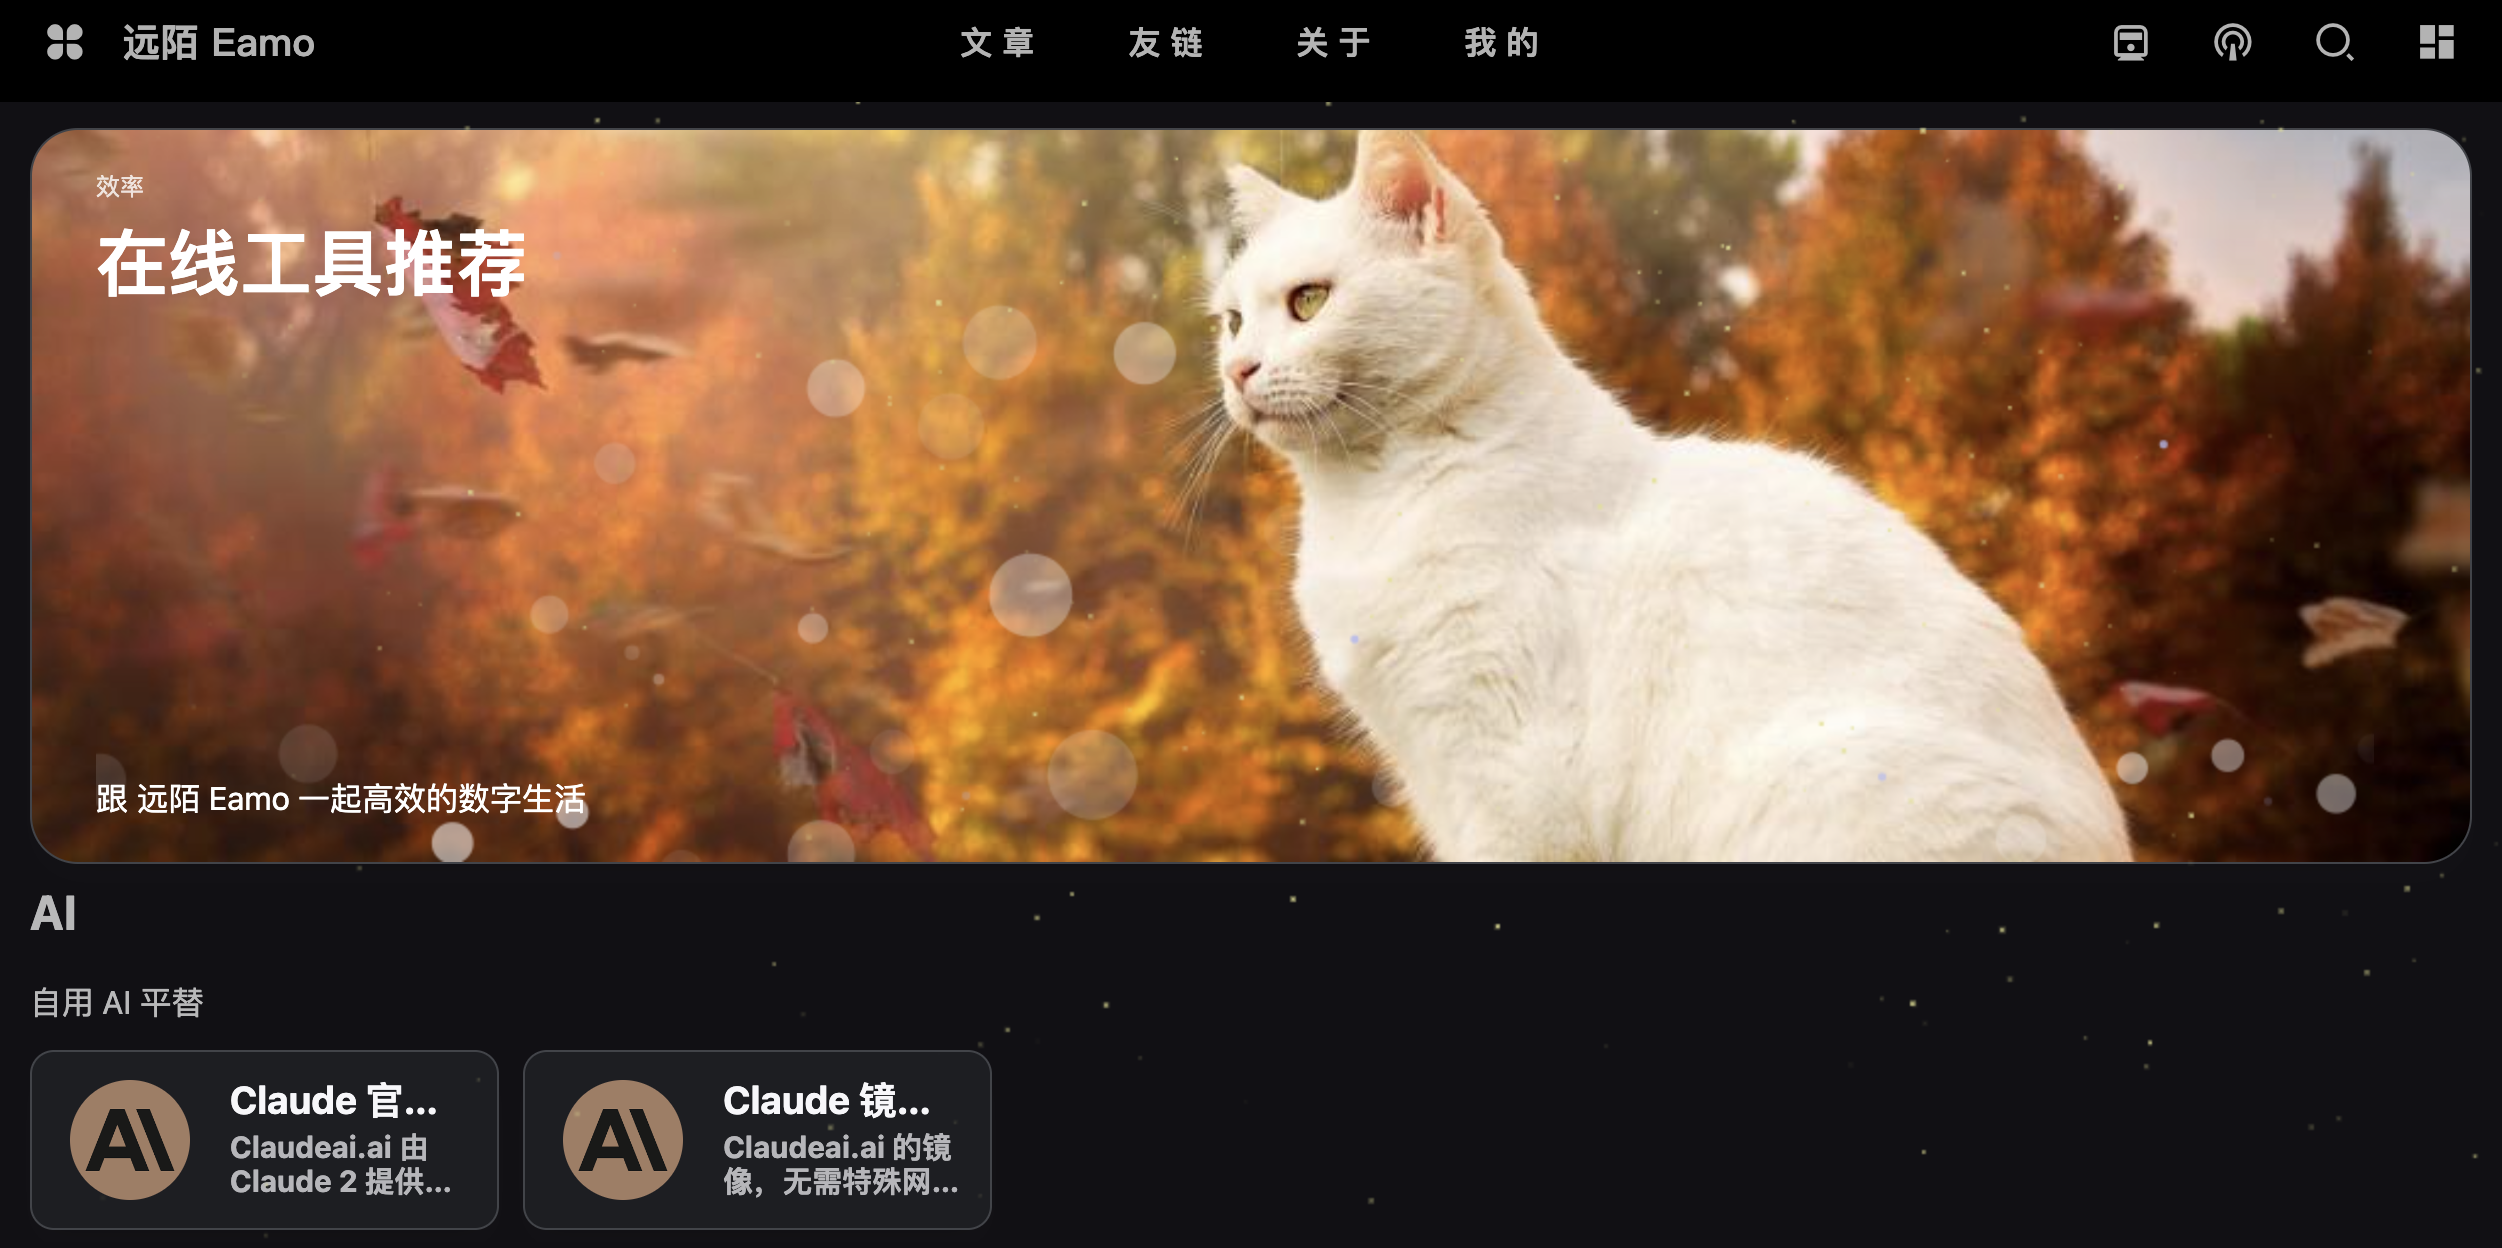 远陌 Eamo
文章 友链 关于 我的
效率
在线工具推荐
跟 远陌 Eamo 一起高效的数字生活
AI
自用 AI 平替
Claude 官...
Claudeai.ai 由
Claude 2 提供...
Claude 镜...
Claudeai.ai 的镜
像，无需特殊网...